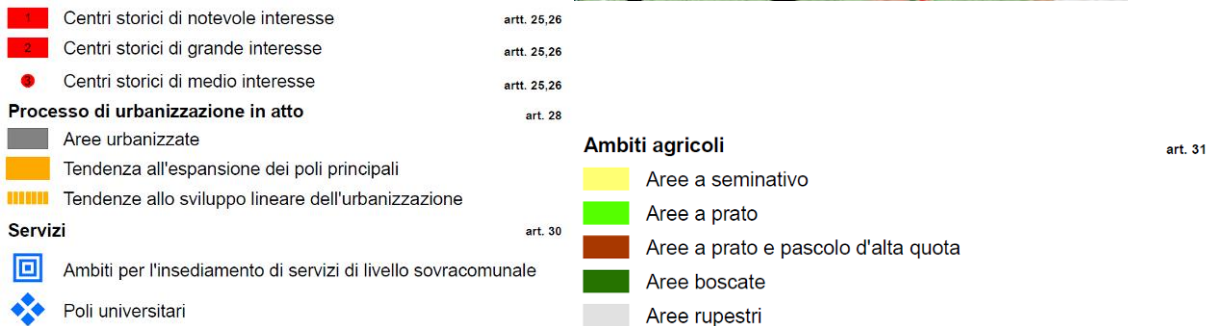 1 Centri storici di notevole interesse artt. 25,26
2 Centri storici di grande interesse artt. 25,26
3 Centri storici di medio interesse artt. 25,26
Processo di urbanizzazione in atto art. 28
Aree urbanizzate
Tendenza all'espansione dei poli principali
Tendenze allo sviluppo lineare dell'urbanizzazione
Servizi art. 30
Ambiti per l'insediamento di servizi di livello sovracomunale
Poli universitari
Ambiti agricoli art. 31
Aree a seminativo
Aree a prato
Aree a prato e pascolo d'alta quota
Aree boscate
Aree rupestri